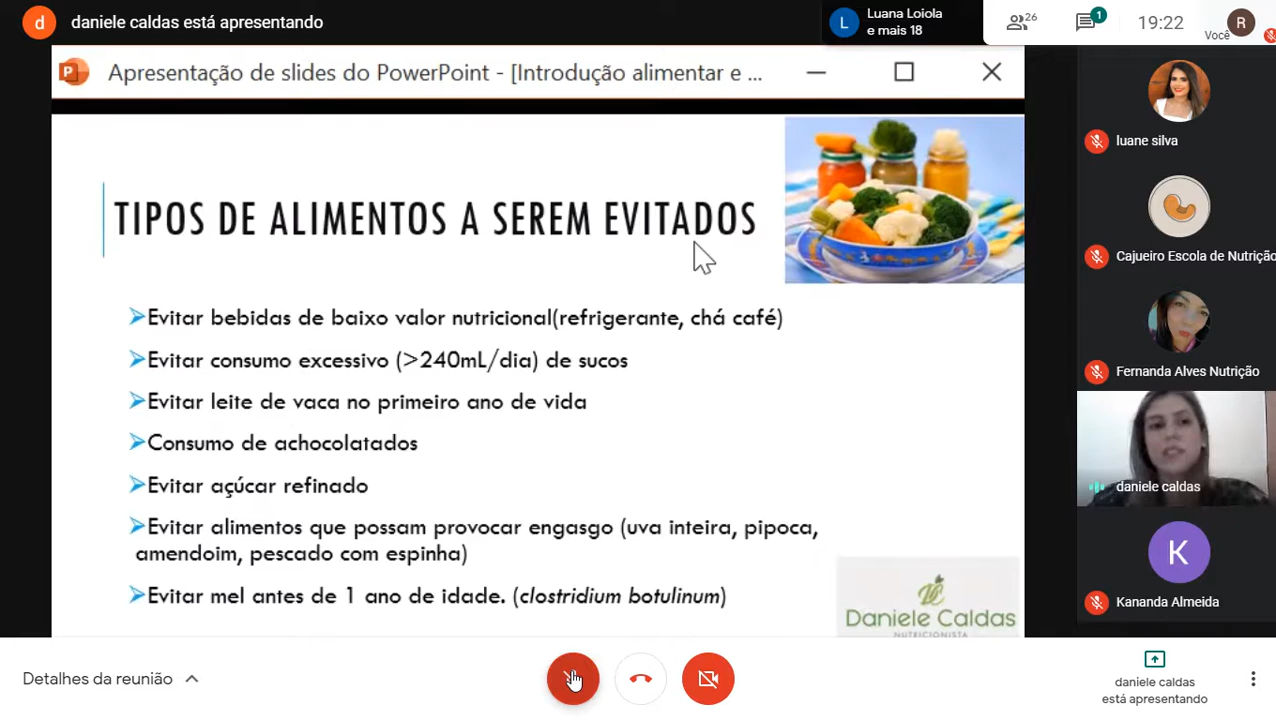 d
daniele caldas está apresentando
L
Luana Loiola
e mais 18
26
1
19:22
Você
R
Apresentação de slides do PowerPoint - [Introdução alimentar e ...
TIPOS DE ALIMENTOS A SEREM EVITADOS
Evitar bebidas de baixo valor nutricional(refrigerante, chá café)
Evitar consumo excessivo (>240mL/dia) de sucos
Evitar leite de vaca no primeiro ano de vida
Consumo de achocolatados
Evitar açúcar refinado
Evitar alimentos que possam provocar engasgo (uva inteira, pipoca,
amendoim, pescado com espinha)
Evitar mel antes de 1 ano de idade. (clostridium botulinum)
DC
Daniele Caldas
NUTRICIONISTA
luane silva
Cajueiro Escola de Nutrição
Fernanda Alves Nutrição
daniele caldas
K
Kananda Almeida
Detalhes da reunião
daniele caldas
está apresentando